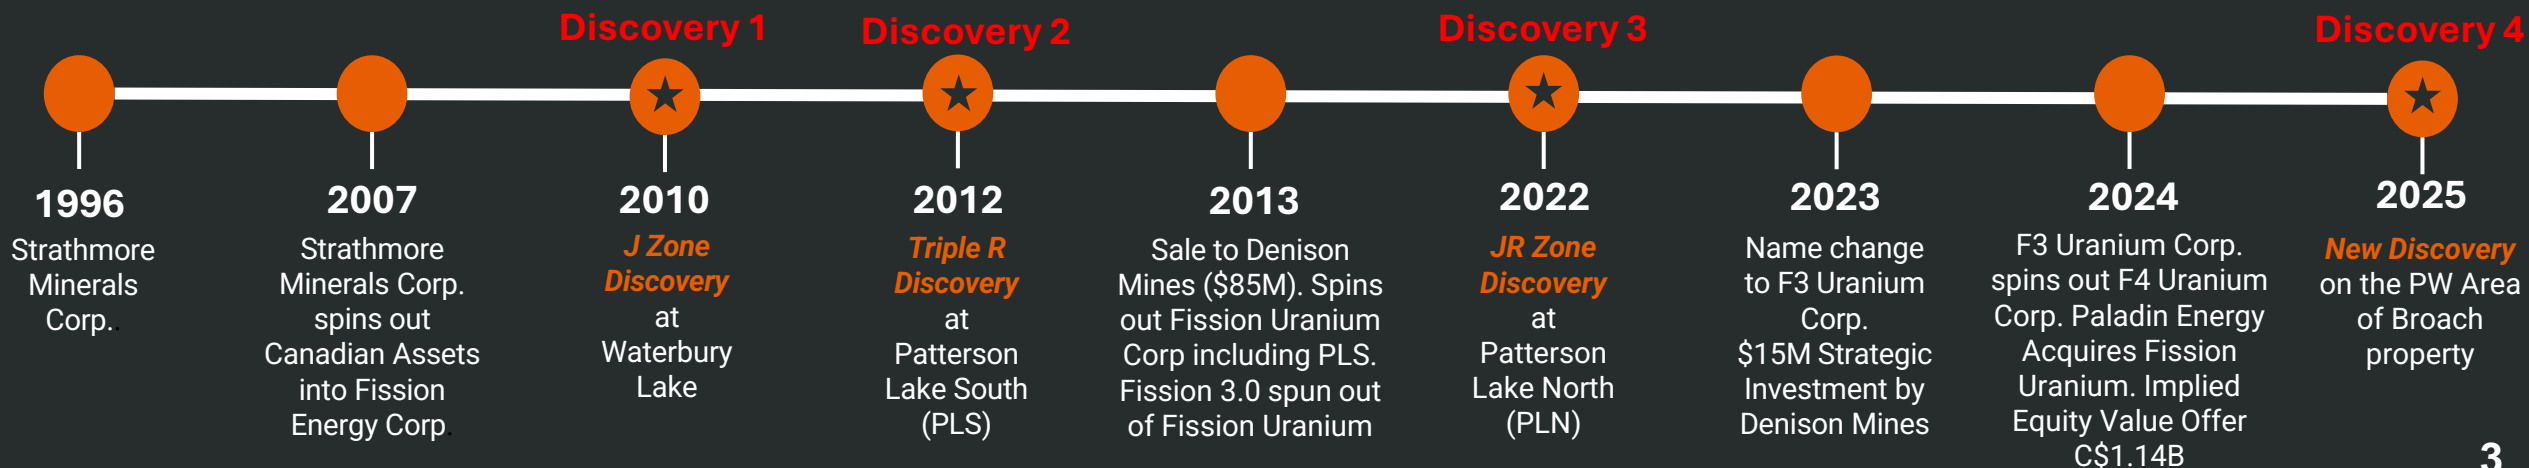 Discovery 1
Discovery 2
Discovery 3
Discovery 4
1996
Strathmore
Minerals
Corp..
2007
Strathmore
Minerals Corp.
spins out
Canadian Assets
into Fission
Energy Corp.
2010
J Zone
Discovery
at
Waterbury
Lake
2012
Triple R
Discovery
at
Patterson
Lake South
(PLS)
2013
Sale to Denison
Mines ($85M). Spins
out Fission Uranium
Corp including PLS.
Fission 3.0 spun out
of Fission Uranium
2022
JR Zone
Discovery
at
Patterson
Lake North
(PLN)
2023
Name change
to F3 Uranium
Corp.
$15M Strategic
Investment by
Denison Mines
2024
F3 Uranium Corp.
spins out F4 Uranium
Corp. Paladin Energy
Acquires Fission
Uranium. Implied
Equity Value Offer
C$1.14B
2025
New Discovery
on the PW Area
of Broach
property
3